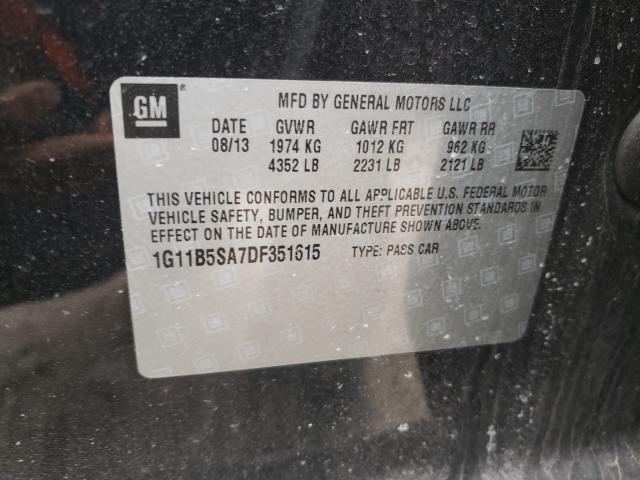 GM ®
MFD BY GENERAL MOTORS LLC
DATE GVWR GAWR FRT GAWR RR
08/13 1974 KG 1012 KG 962 KG
4352 LB 2231 LB 2121 LB
THIS VEHICLE CONFORMS TO ALL APPLICABLE U.S. FEDERAL MOTOR
VEHICLE SAFETY, BUMPER, AND THEFT PREVENTION STANDARDS IN
EFFECT ON THE DATE OF MANUFACTURE SHOWN ABOVE.
1G11B5SA7DF351615 TYPE: PASS CAR